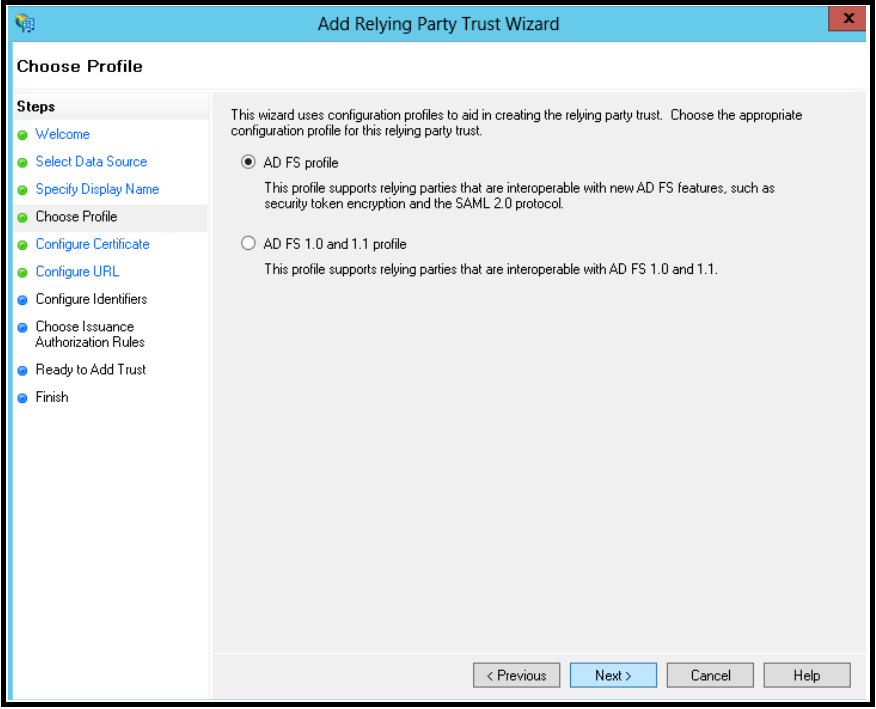 Add Relying Party Trust Wizard
x
Choose Profile
Steps
Welcome
Select Data Source
Specify Display Name
Choose Profile
Configure Certificate
Configure URL
Configure Identifiers
Choose Issuance
Authorization Rules
Ready to Add Trust
Finish
This wizard uses configuration profiles to aid in creating the relying party trust.  Choose the appropriate
configuration profile for this relying party trust.
AD FS profile
This profile supports relying parties that are interoperable with new AD FS features, such as
security token encryption and the SAML 2.0 protocol.
AD FS 1.0 and 1.1 profile
This profile supports relying parties that are interoperable with AD FS 1.0 and 1.1.
< Previous
Next >
Cancel
Help